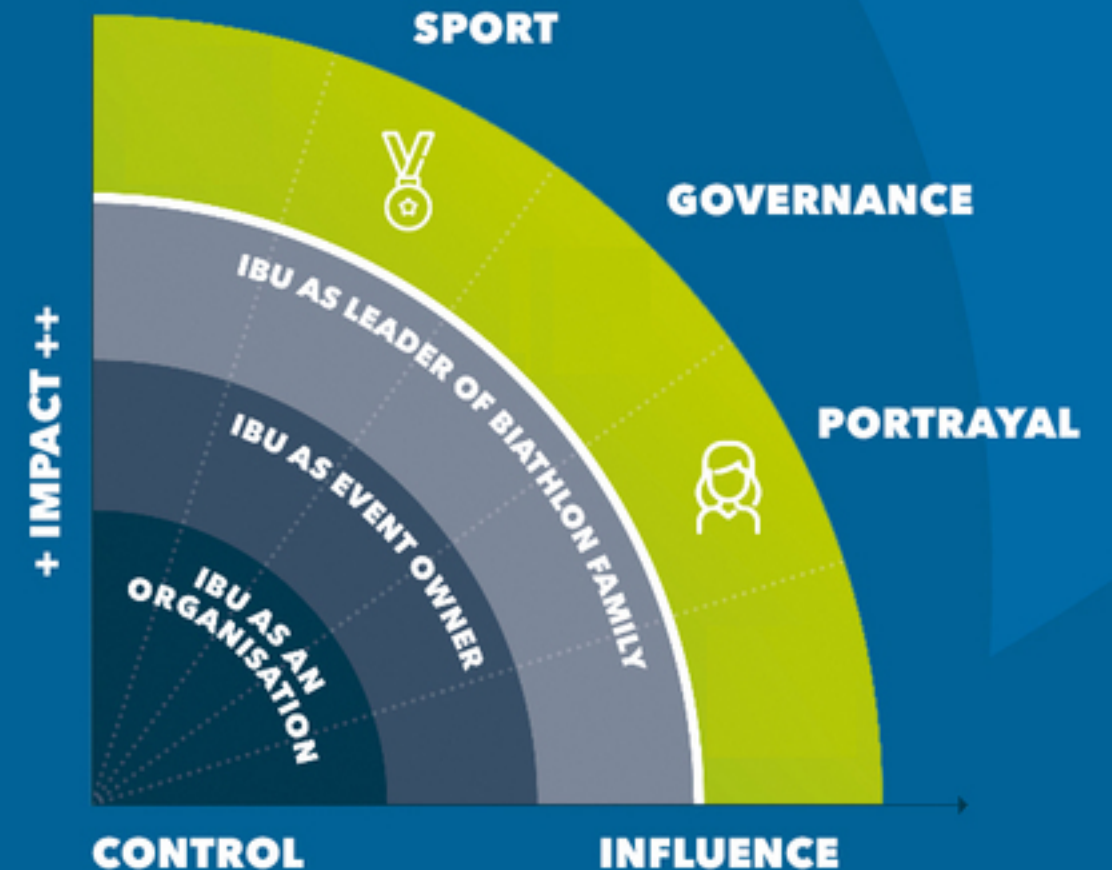 SPORT
GOVERNANCE
PORTRAYAL
+ IMPACT ++
IBU AS LEADER OF BIATHLON FAMILY
IBU AS EVENT OWNER
IBU AS AN
ORGANISATION
CONTROL
INFLUENCE